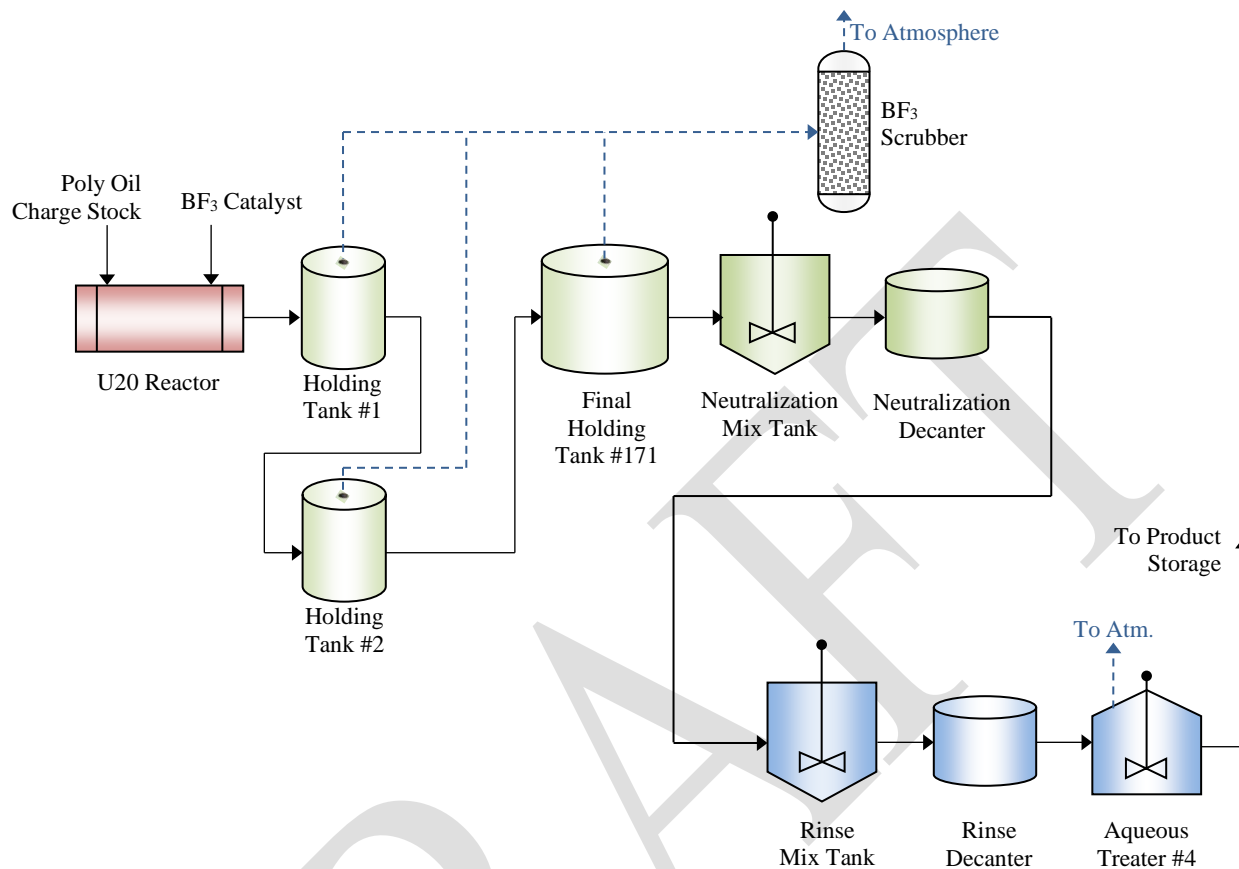 To Atmosphere
BF₃
Scrubber
Poly Oil
Charge Stock
BF₃ Catalyst
U20 Reactor
Holding
Tank #1
Final
Holding
Tank #171
Neutralization
Mix Tank
Neutralization
Decanter
Holding
Tank #2
To Product
Storage
To Atm.
Rinse
Mix Tank
Rinse
Decanter
Aqueous
Treater #4
DRAFT